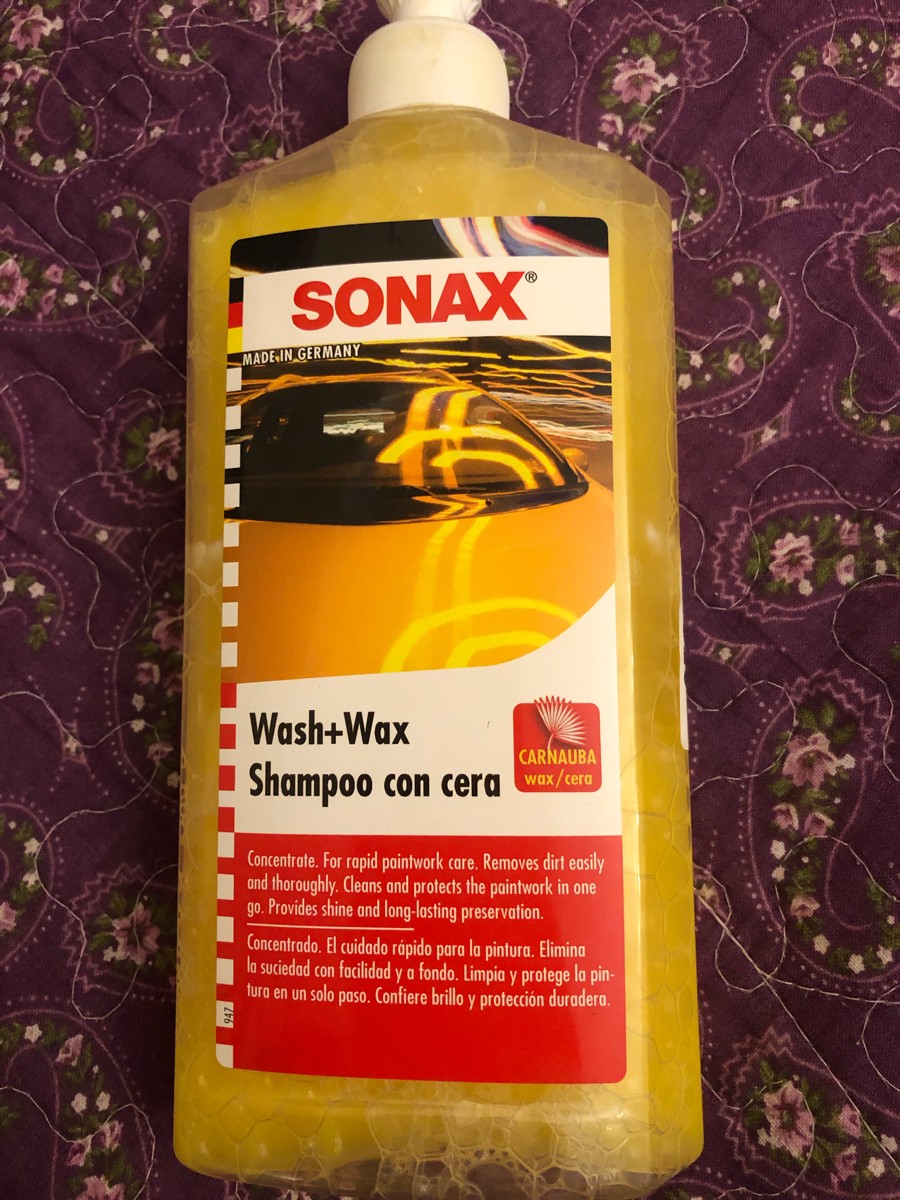 SONAX®
MADE IN GERMANY
Wash+Wax
Shampoo con cera
CARNAUBA
wax/cera
Concentrate. For rapid paintwork care. Removes dirt easily
and thoroughly. Cleans and protects the paintwork in one
go. Provides shine and long-lasting preservation.
Concentrado. El cuidado rápido para la pintura. Elimina
la suciedad con facilidad y a fondo. Limpia y protege la pin-
tura en un solo paso. Confiere brillo y protección duradera.
947